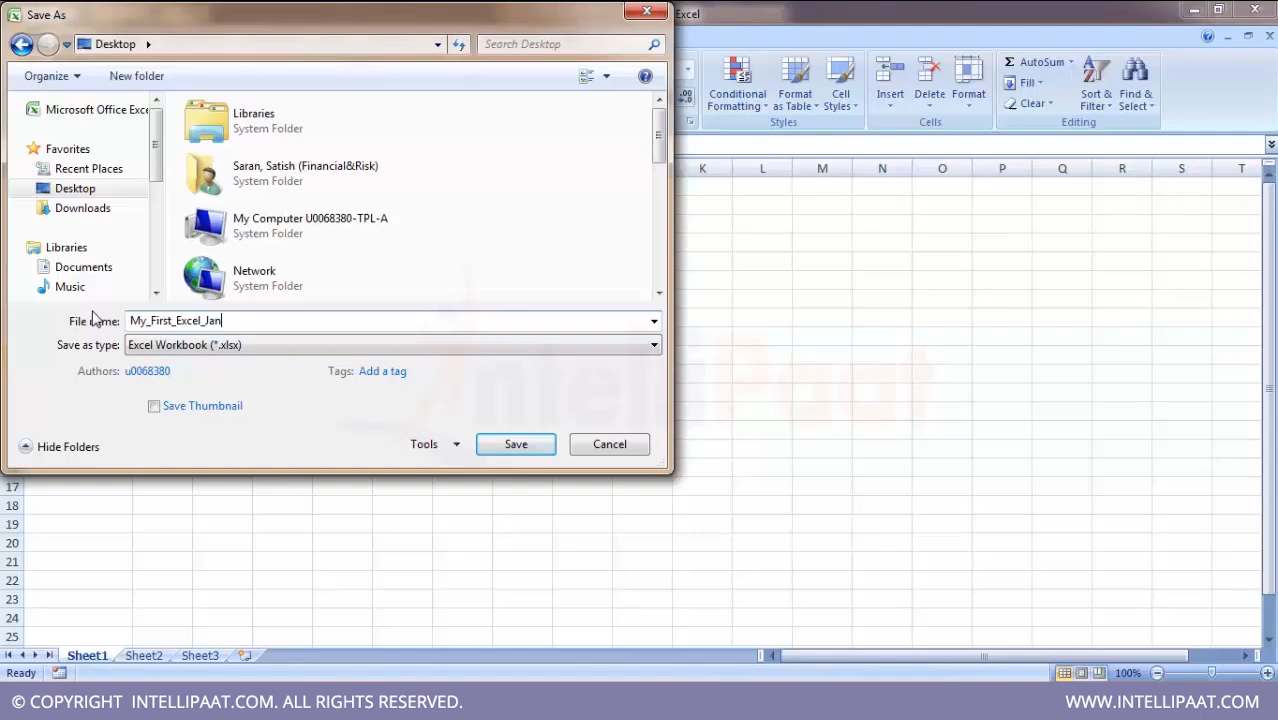 Save As
Excel
Desktop
Search Desktop
Organize
New folder
Microsoft Office Exce
Favorites
Recent Places
Desktop
Downloads
Libraries
Documents
Music
Libraries
System Folder
Saran, Satish (Financial&Risk)
System Folder
My Computer U0068380-TPL-A
System Folder
Network
System Folder
File name: My_First_Excel_Jan
Save as type: Excel Workbook (*.xlsx)
Authors: u0068380
Tags: Add a tag
Save Thumbnail
Hide Folders
Tools
Save
Cancel
Conditional Formatting
Format as Table
Cell Styles
Styles
Insert
Delete
Format
Cells
AutoSum
Fill
Clear
Sort & Filter
Find & Select
Editing
K L M N O P Q R S T
IntelliPaat
17
18
19
20
21
22
23
24
25
Sheet1 Sheet2 Sheet3
Ready
100%
© COPYRIGHT INTELLIPAAT.COM. ALL RIGHTS RESERVED.
WWW.INTELLIPAAT.COM